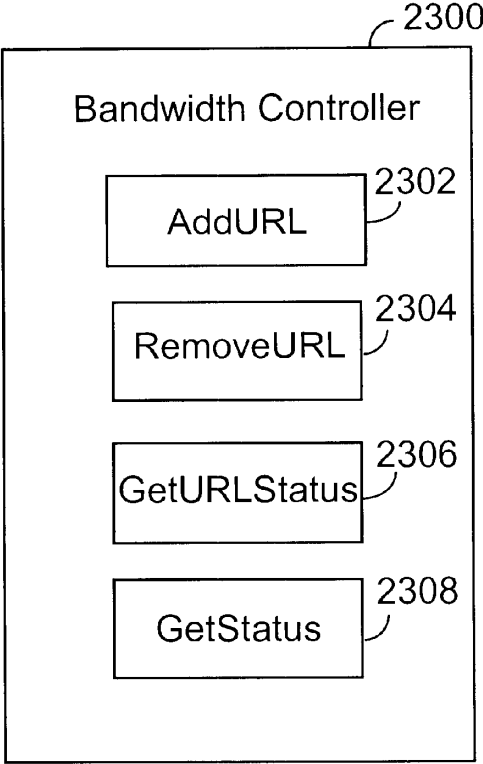 2300
Bandwidth Controller
2302
AddURL
2304
RemoveURL
2306
GetURLStatus
2308
GetStatus